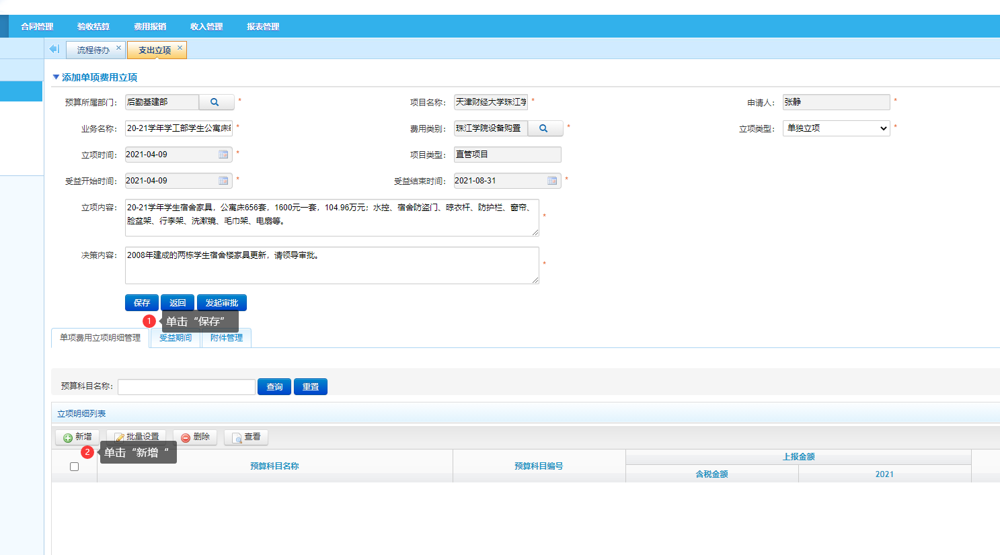 合同管理 验收结算 费用报销 收入管理 报表管理
流程待办 × 支出立项 ×
添加单项费用立项
预算所属部门： 后勤基建部 * 项目名称： 天津财经大学珠江学 * 申请人： 张静 *
业务名称： 20-21学年学工部学生公寓床 * 费用类别： 珠江学院设备购置 * 立项类型： 单独立项 *
立项时间： 2021-04-09 * 项目类型： 直管项目
受益开始时间： 2021-04-09 * 受益结束时间： 2021-08-31 *
立项内容： 20-21学年学生宿舍家具，公寓床656套，1600元一套，104.96万元；水控、宿舍防盗门、晾衣杆、防护栏、窗帘、
脸盆架、行李架、洗漱镜、毛巾架、电扇等。 *
决策内容： 2008年建成的两栋学生宿舍楼家具更新，请领导审批。 *
保存 返回 发起审批
1 单击“保存”
单项费用立项明细管理 受益期间 附件管理
预算科目名称： 查询 重置
立项明细列表
新增 批量设置 删除 查看
2 单击“新增“
预算科目名称 预算科目编号 上报金额
含税金额 2021